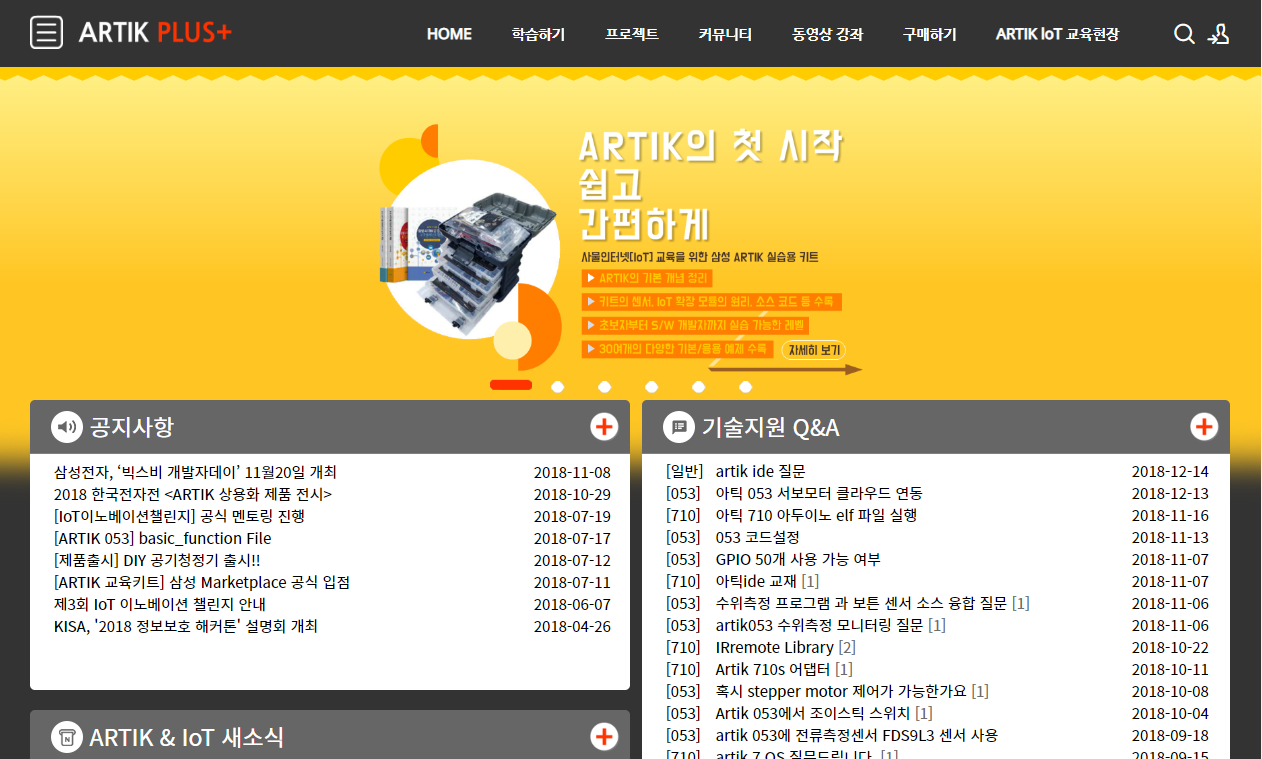 ARTIK PLUS+
HOME 학습하기 프로젝트 커뮤니티 동영상 강좌 구매하기 ARTIK IoT 교육현장
ARTIK의 첫 시작
쉽고
간편하게
사물인터넷(IoT) 교육을 위한 삼성 ARTIK 실습용 키트
▶ ARTIK의 기본 개념 정리
▶ 키트의 센서, IoT 확장 모듈의 원리, 소스 코드 등 수록
▶ 초보자부터 S/W 개발자까지 실습 가능한 레벨
▶ 30여개의 다양한 기본/응용 예제 수록
자세히 보기
공지사항
삼성전자, ‘빅스비 개발자데이’ 11월20일 개최 2018-11-08
2018 한국전자전 <ARTIK 상용화 제품 전시> 2018-10-29
[IoT이노베이션챌린지] 공식 멘토링 진행 2018-07-19
[ARTIK 053] basic_function File 2018-07-17
[제품출시] DIY 공기청정기 출시!! 2018-07-12
[ARTIK 교육키트] 삼성 Marketplace 공식 입점 2018-07-11
제3회 IoT 이노베이션 챌린지 안내 2018-06-07
KISA, '2018 정보보호 해커톤' 설명회 개최 2018-04-26
ARTIK & IoT 새소식
기술지원 Q&A
[일반] artik ide 질문 2018-12-14
[053] 아틱 053 서보모터 클라우드 연동 2018-12-13
[710] 아틱 710 아두이노 elf 파일 실행 2018-11-16
[053] 053 코드설정 2018-11-13
[053] GPIO 50개 사용 가능 여부 2018-11-07
[710] 아틱ide 교재 [1] 2018-11-07
[053] 수위측정 프로그램 과 보튼 센서 소스 융합 질문 [1] 2018-11-06
[053] artik053 수위측정 모니터링 질문 [1] 2018-11-06
[710] IRremote Library [2] 2018-10-22
[710] Artik 710s 어댑터 [1] 2018-10-11
[053] 혹시 stepper motor 제어가 가능한가요 [1] 2018-10-08
[053] Artik 053에서 조이스틱 스위치 [1] 2018-10-04
[053] artik 053에 전류측정센서 FDS9L3 센서 사용 2018-09-18
[710] artik 7 OS 질문드립니다. [1] 2018-09-15